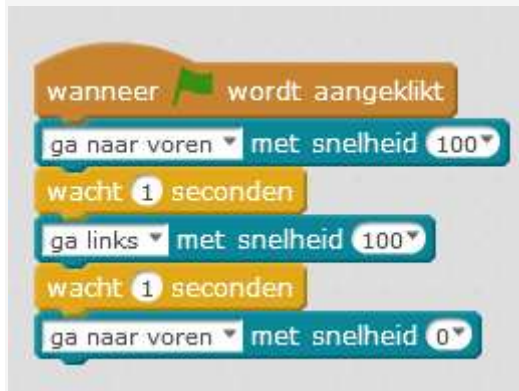 wanneer wordt aangeklikt
ga naar voren met snelheid 100
wacht 1 seconden
ga links met snelheid 100
wacht 1 seconden
ga naar voren met snelheid 0